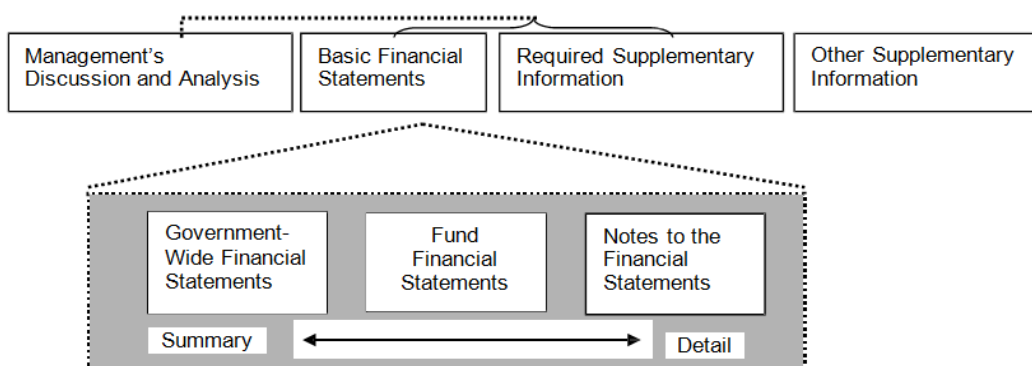 Management's
Discussion and Analysis
Basic Financial
Statements
Required Supplementary
Information
Other Supplementary
Information
Government-
Wide Financial
Statements
Fund
Financial
Statements
Notes to the
Financial
Statements
Summary
Detail